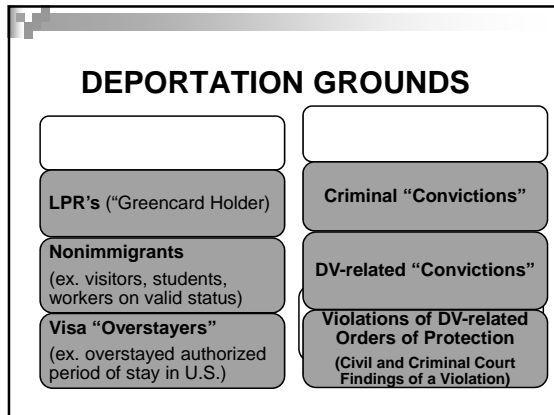 DEPORTATION GROUNDS
LPR's (“Greencard Holder)
Nonimmigrants
(ex. visitors, students,
workers on valid status)
Visa “Overstayers”
(ex. overstayed authorized
period of stay in U.S.)
Criminal “Convictions”
DV-related “Convictions”
Violations of DV-related
Orders of Protection
(Civil and Criminal Court
Findings of a Violation)